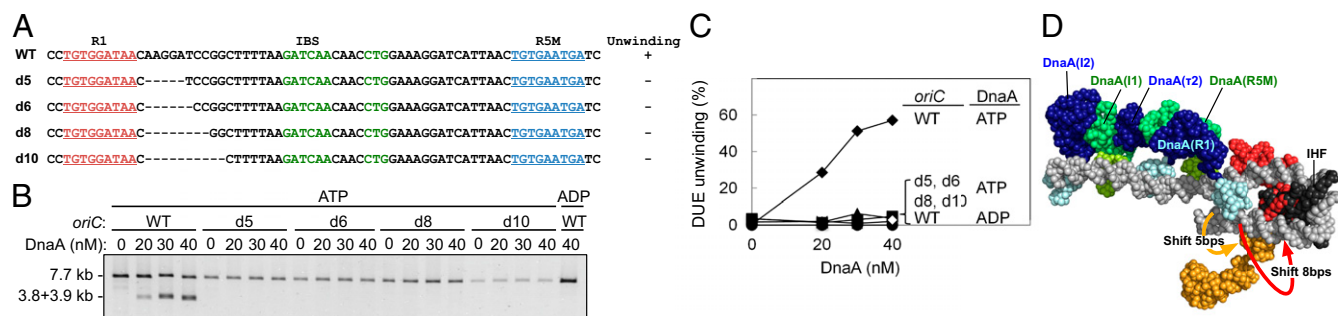 A
R1 IBS R5M Unwinding
WT CCTGTGGATAACAAGGATCCGGCTTTTAAGATCAACAACCTGGAAAGGATCATTAACTGTGAATGATC +
d5 CCTGTGGATAAC-----TCCGGCTTTTAAGATCAACAACCTGGAAAGGATCATTAACTGTGAATGATC −
d6 CCTGTGGATAAC------CCGGCTTTTAAGATCAACAACCTGGAAAGGATCATTAACTGTGAATGATC −
d8 CCTGTGGATAAC--------GGCTTTTAAGATCAACAACCTGGAAAGGATCATTAACTGTGAATGATC −
d10 CCTGTGGATAAC----------CTTTTAAGATCAACAACCTGGAAAGGATCATTAACTGTGAATGATC −
B
ATP ADP
oriC: WT d5 d6 d8 d10 WT
DnaA (nM): 0 20 30 40 0 20 30 40 0 20 30 40 0 20 30 40 0 20 30 40 40
7.7 kb
3.8+3.9 kb
C
DUE unwinding (%)
60
40
20
0
0 20 30 40
DnaA (nM)
oriC DnaA
WT ATP
d5, d6
d8, d10 ATP
WT ADP
D
DnaA(I2)
DnaA(I1)
DnaA(τ2)
DnaA(R5M)
DnaA(R1)
IHF
Shift 5bps
Shift 8bps